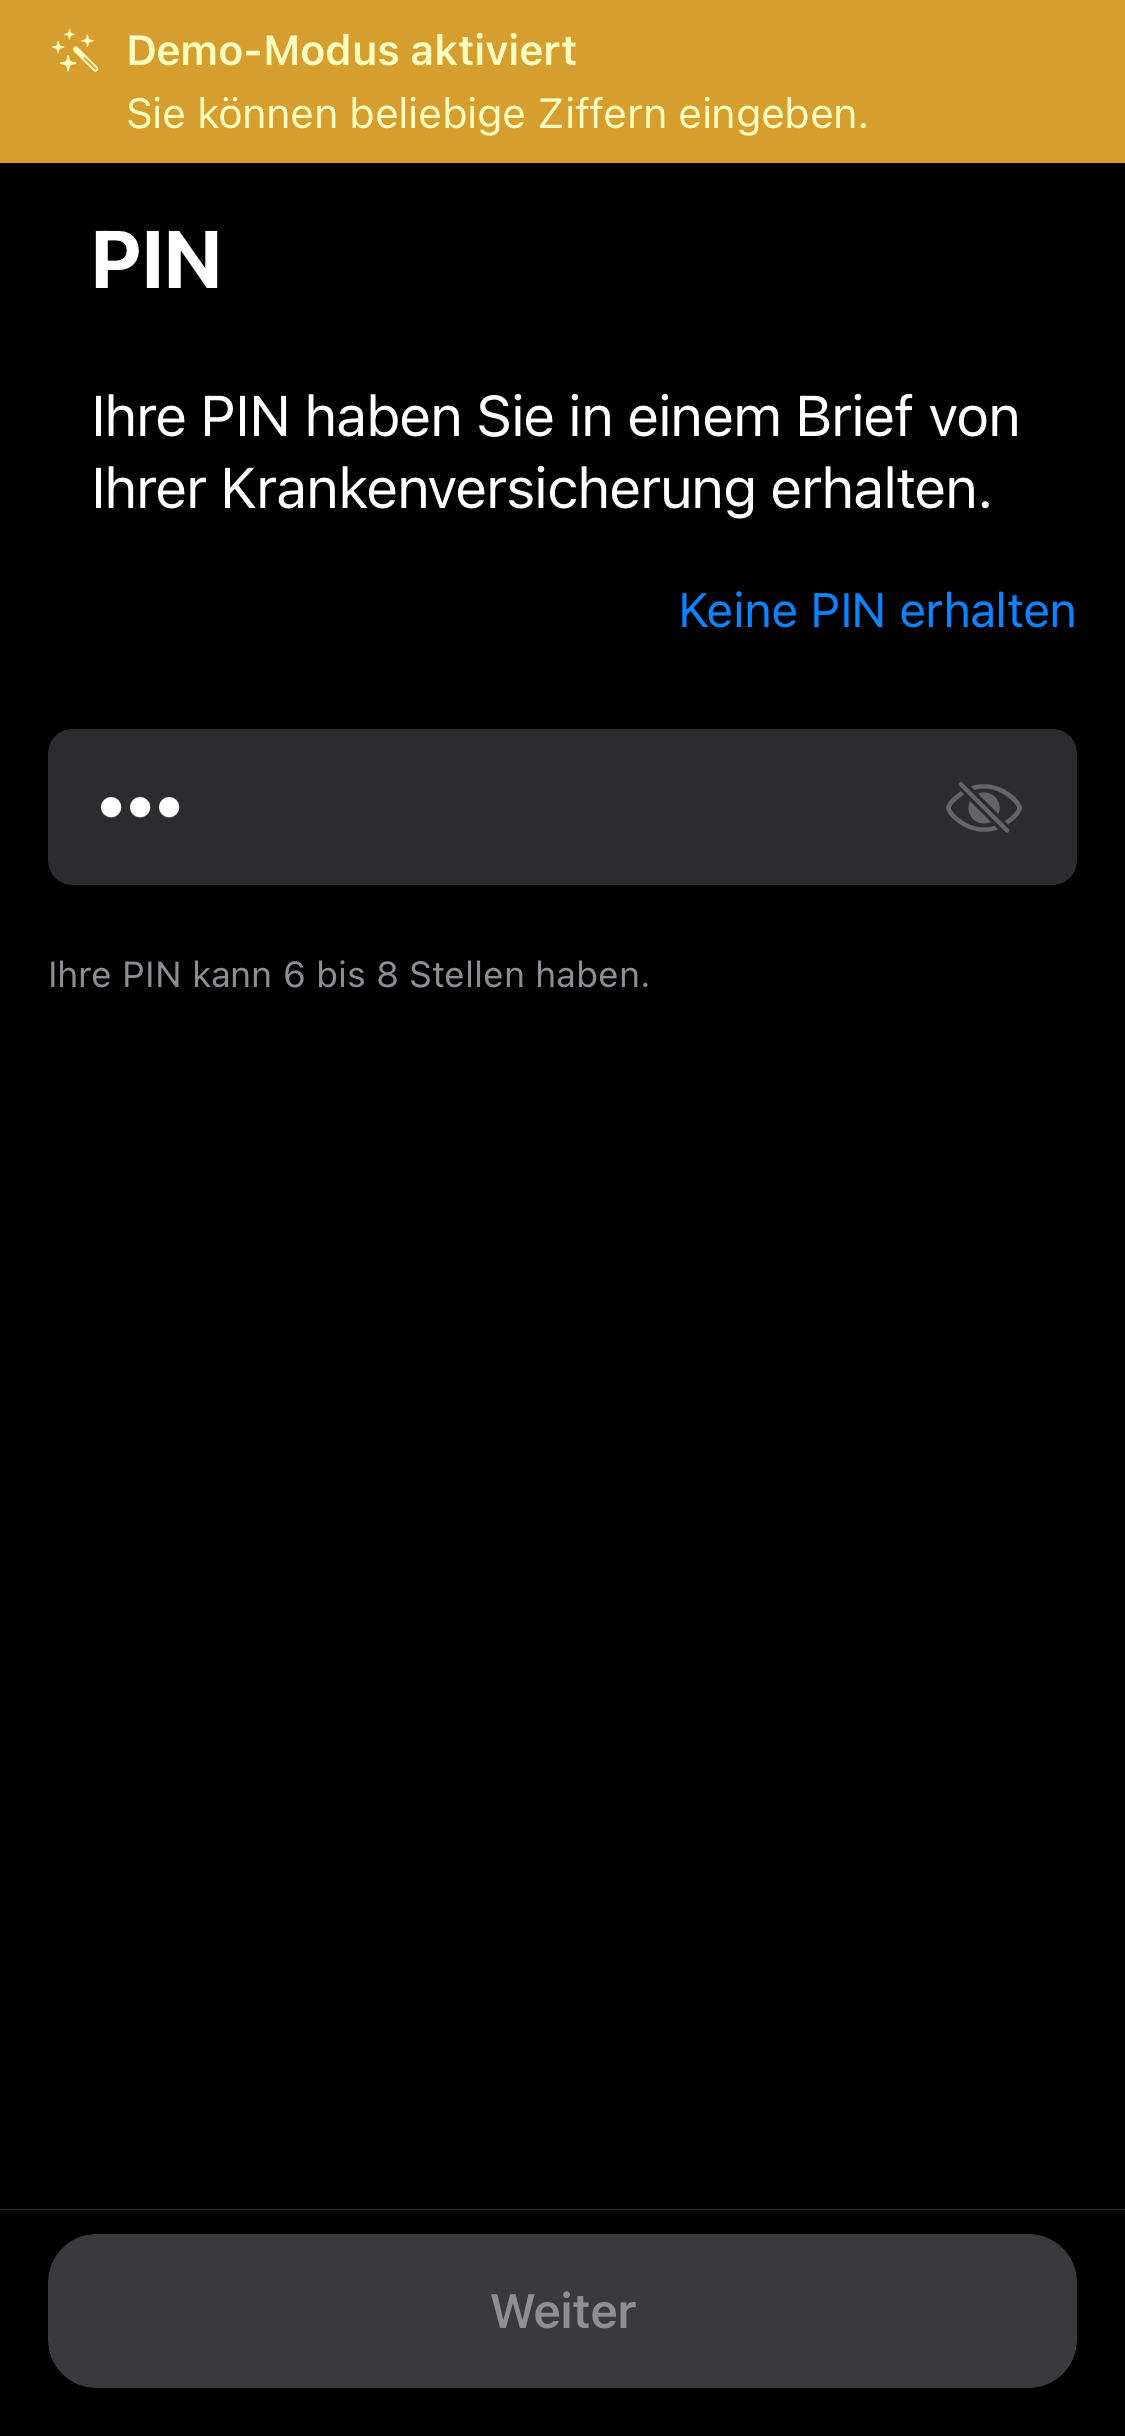 Demo-Modus aktiviert
Sie können beliebige Ziffern eingeben.
PIN
Ihre PIN haben Sie in einem Brief von
Ihrer Krankenversicherung erhalten.
Keine PIN erhalten
•••
Ihre PIN kann 6 bis 8 Stellen haben.
Weiter